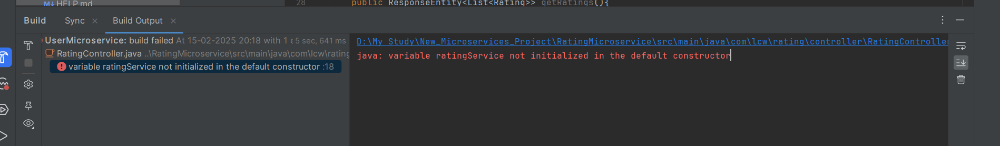 HELP.md
28 public ResponseEntity<List<Rating>> getRatings(){
Build Sync Build Output
UserMicroservice: build failed At 15-02-2025 20:18 with 1 e 5 sec, 641 ms
RatingController.java ..\RatingMicroservice\src\main\java\com\lcw\rating
variable ratingService not initialized in the default constructor :18
D:\My Study\New_Microservices_Project\RatingMicroservice\src\main\java\com\lcw\rating\controller\RatingController
java: variable ratingService not initialized in the default constructor